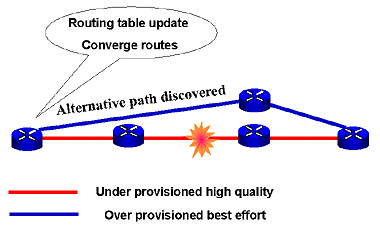 Routing table update
Converge routes
Alternative path discovered
Under provisioned high quality
Over provisioned best effort